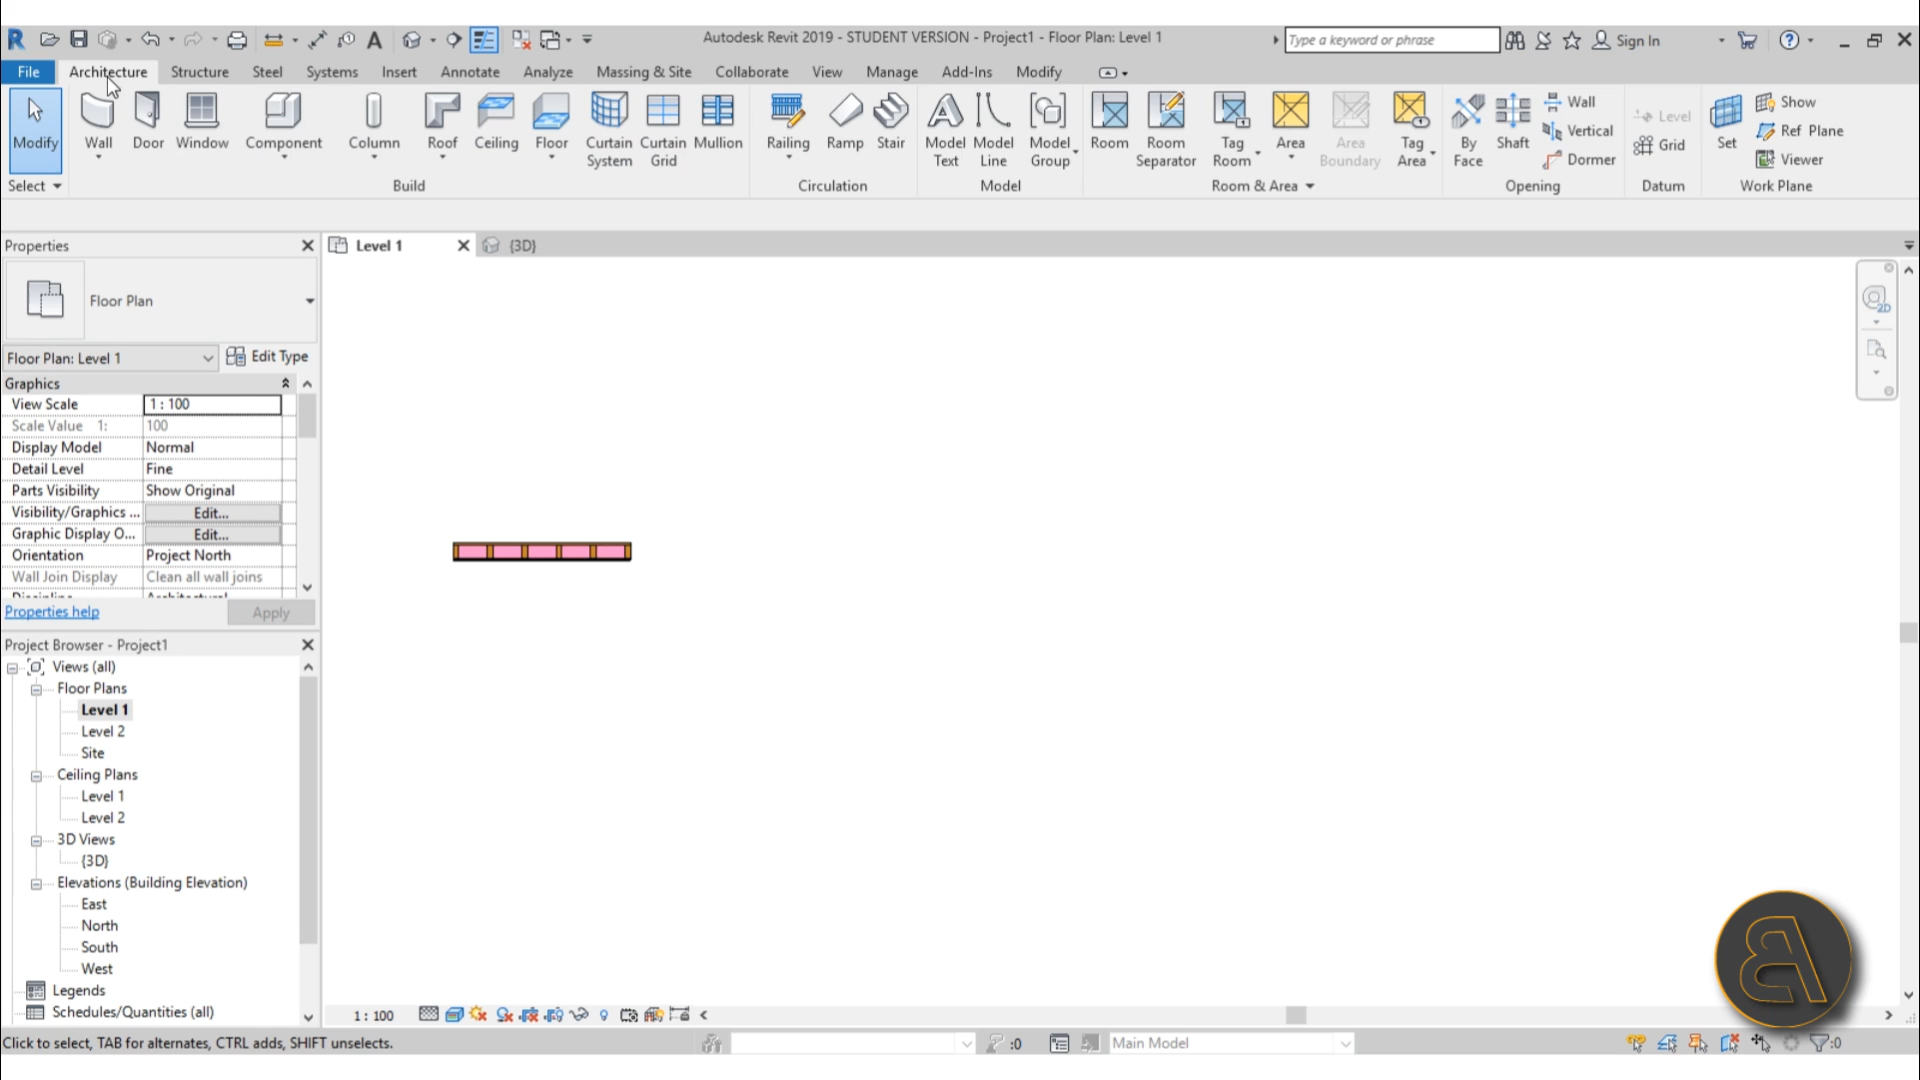 Autodesk Revit 2019 - STUDENT VERSION - Project1 - Floor Plan: Level 1
Type a keyword or phrase
Sign In
File Architecture Structure Steel Systems Insert Annotate Analyze Massing & Site Collaborate View Manage Add-Ins Modify
Modify Wall Door Window Component Column Roof Ceiling Floor Curtain System Curtain Grid Mullion Railing Ramp Stair Model Text Model Line Model Group Room Room Separator Tag Room Area Area Boundary Tag Area By Face Shaft Wall Vertical Dormer Level Grid Set Show Ref Plane Viewer
Select Build Circulation Model Room & Area Opening Datum Work Plane
Properties
Level 1 {3D}
Floor Plan
2D
Floor Plan: Level 1 Edit Type
Graphics
View Scale 1 : 100
Scale Value 1: 100
Display Model Normal
Detail Level Fine
Parts Visibility Show Original
Visibility/Graphics ... Edit...
Graphic Display O... Edit...
Orientation Project North
Wall Join Display Clean all wall joins
Properties help Apply
Project Browser - Project1
Views (all)
Floor Plans
Level 1
Level 2
Site
Ceiling Plans
Level 1
Level 2
3D Views
{3D}
Elevations (Building Elevation)
East
North
South
West
Legends
Schedules/Quantities (all)
1 : 100
Click to select, TAB for alternates, CTRL adds, SHIFT unselects.
:0
Main Model
:0